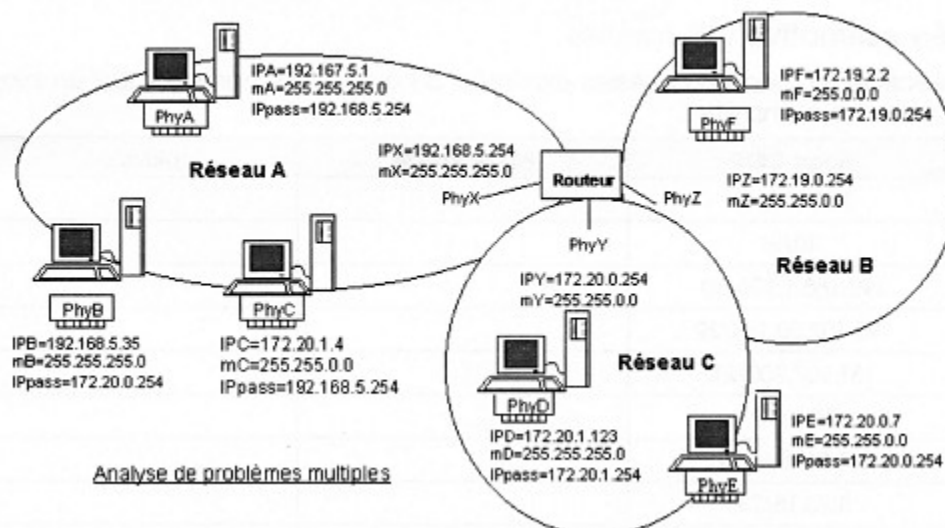 IPA=192.167.5.1
mA=255.255.255.0
IPpass=192.168.5.254
PhyA
Réseau A
IPX=192.168.5.254
mX=255.255.255.0
PhyX
Routeur
PhyZ
PhyY
IPF=172.19.2.2
mF=255.0.0.0
IPpass=172.19.0.254
PhyF
IPZ=172.19.0.254
mZ=255.255.0.0
Réseau B
PhyB
IPB=192.168.5.35
mB=255.255.255.0
IPpass=172.20.0.254
PhyC
IPC=172.20.1.4
mC=255.255.0.0
IPpass=192.168.5.254
IPY=172.20.0.254
mY=255.255.0.0
Réseau C
PhyD
IPD=172.20.1.123
mD=255.255.255.0
IPpass=172.20.1.254
PhyE
IPE=172.20.0.7
mE=255.255.0.0
IPpass=172.20.0.254
Analyse de problèmes multiples